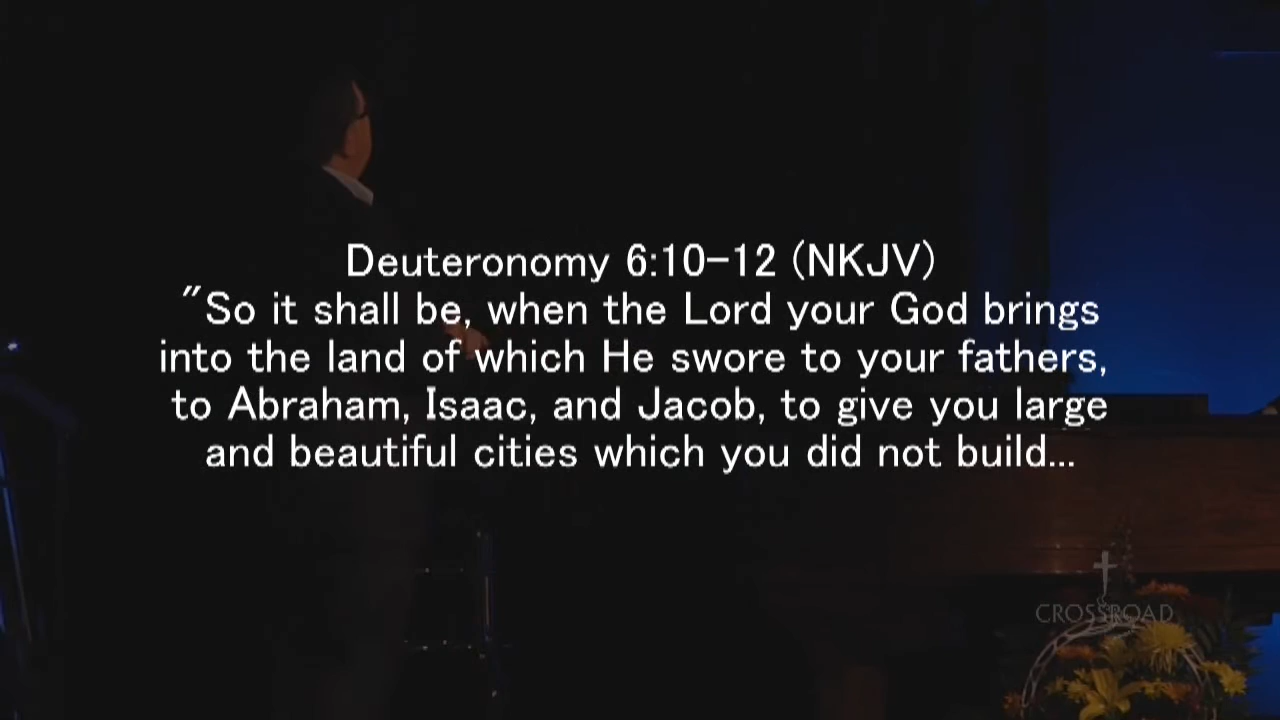 Deuteronomy 6:10-12 (NKJV)
"So it shall be, when the Lord your God brings
into the land of which He swore to your fathers,
to Abraham, Isaac, and Jacob, to give you large
and beautiful cities which you did not build...
CROSSROAD